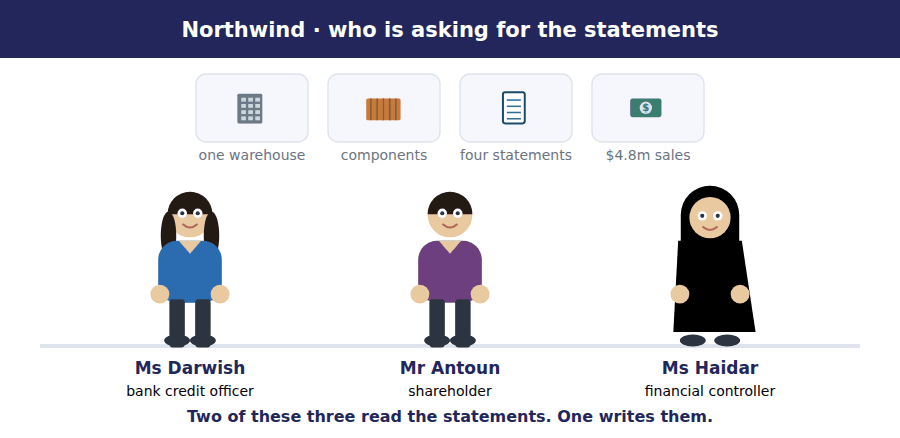 Northwind · who is asking for the statements
one warehouse
components
four statements
$4.8m sales
$
Ms Darwish
Mr Antoun
Ms Haidar
bank credit officer
shareholder
financial controller
Two of these three read the statements. One writes them.